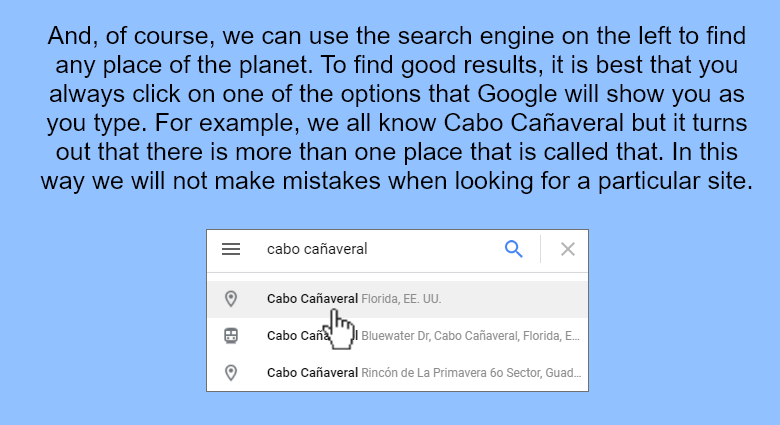 And, of course, we can use the search engine on the left to find
any place of the planet. To find good results, it is best that you
always click on one of the options that Google will show you as
you type. For example, we all know Cabo Cañaveral but it turns
out that there is more than one place that is called that. In this
way we will not make mistakes when looking for a particular site.
cabo cañaveral
Cabo Cañaveral Florida, EE. UU.
Cabo Bluewater Dr, Cabo Cañaveral, Florida, E...
Cabo Cañaveral Rincón de La Primavera 6o Sector, Guad...